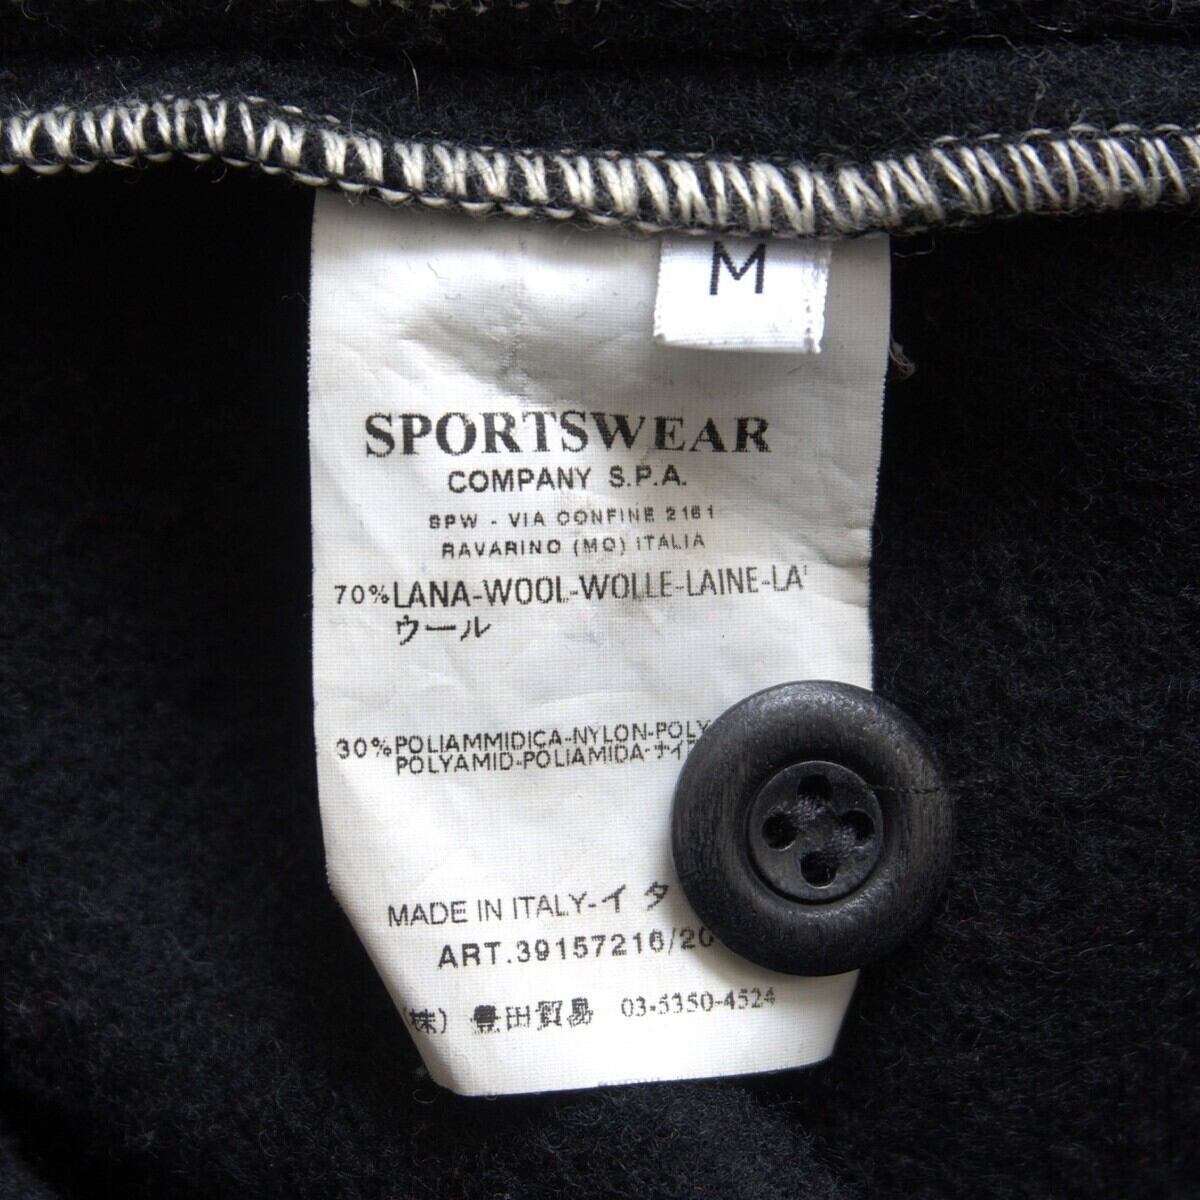 M
SPORTSWEAR
COMPANY S.P.A.
SPW - VIA CONFINE 2161
RAVARINO (MO) ITALIA
70% LANA-WOOL-WOLLE-LAINE-LA
ウール
30% POLIAMMIDICA-NYLON-POLY
POLYAMID-POLIAMIDA-ナイ
MADE IN ITALY-イタ
ART.39157216/20
(株) 豊田貿易 03-5350-4524